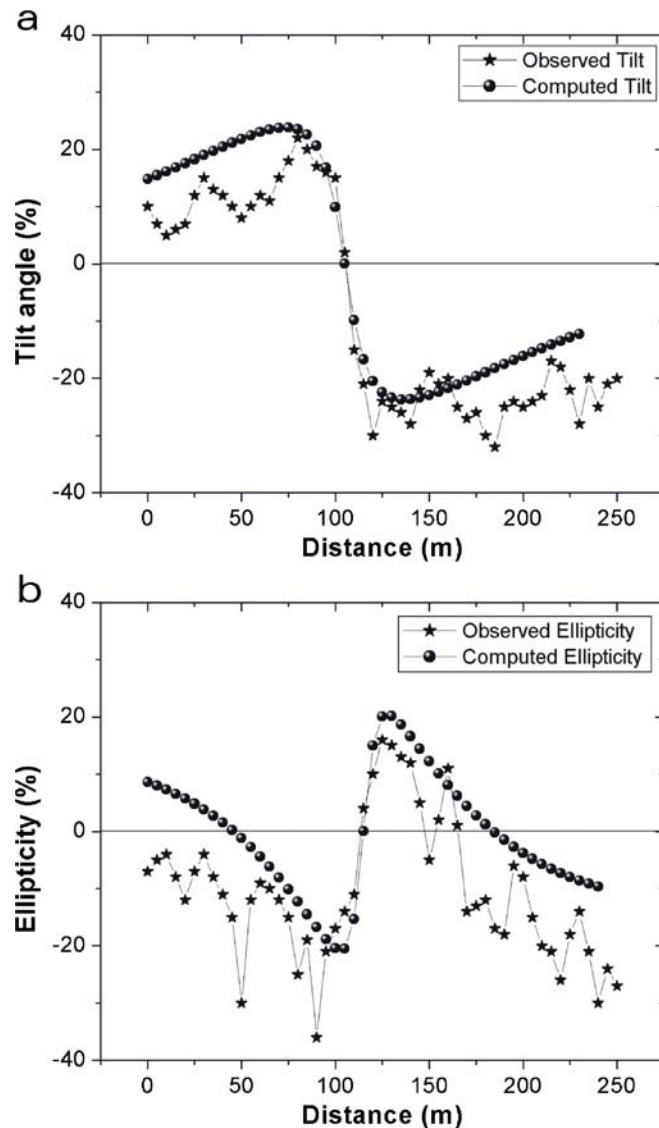 a
40
20
0
-20
-40
Tilt angle (%)
Observed Tilt
Computed Tilt
0 50 100 150 200 250
Distance (m)
b
40
20
0
-20
-40
Ellipticity (%)
Observed Ellipticity
Computed Ellipticity
0 50 100 150 200 250
Distance (m)